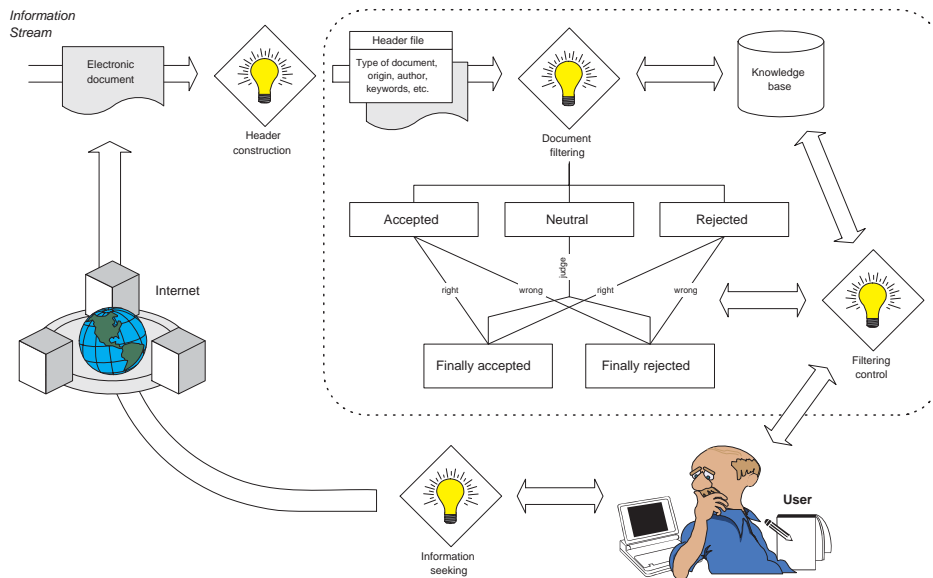 Information
Stream
Electronic
document
Header
construction
Header file
Type of document,
origin, author,
keywords, etc.
Document
filtering
Knowledge
base
Accepted
Neutral
Rejected
judge
right
wrong
right
wrong
Internet
Finally accepted
Finally rejected
Filtering
control
User
Information
seeking